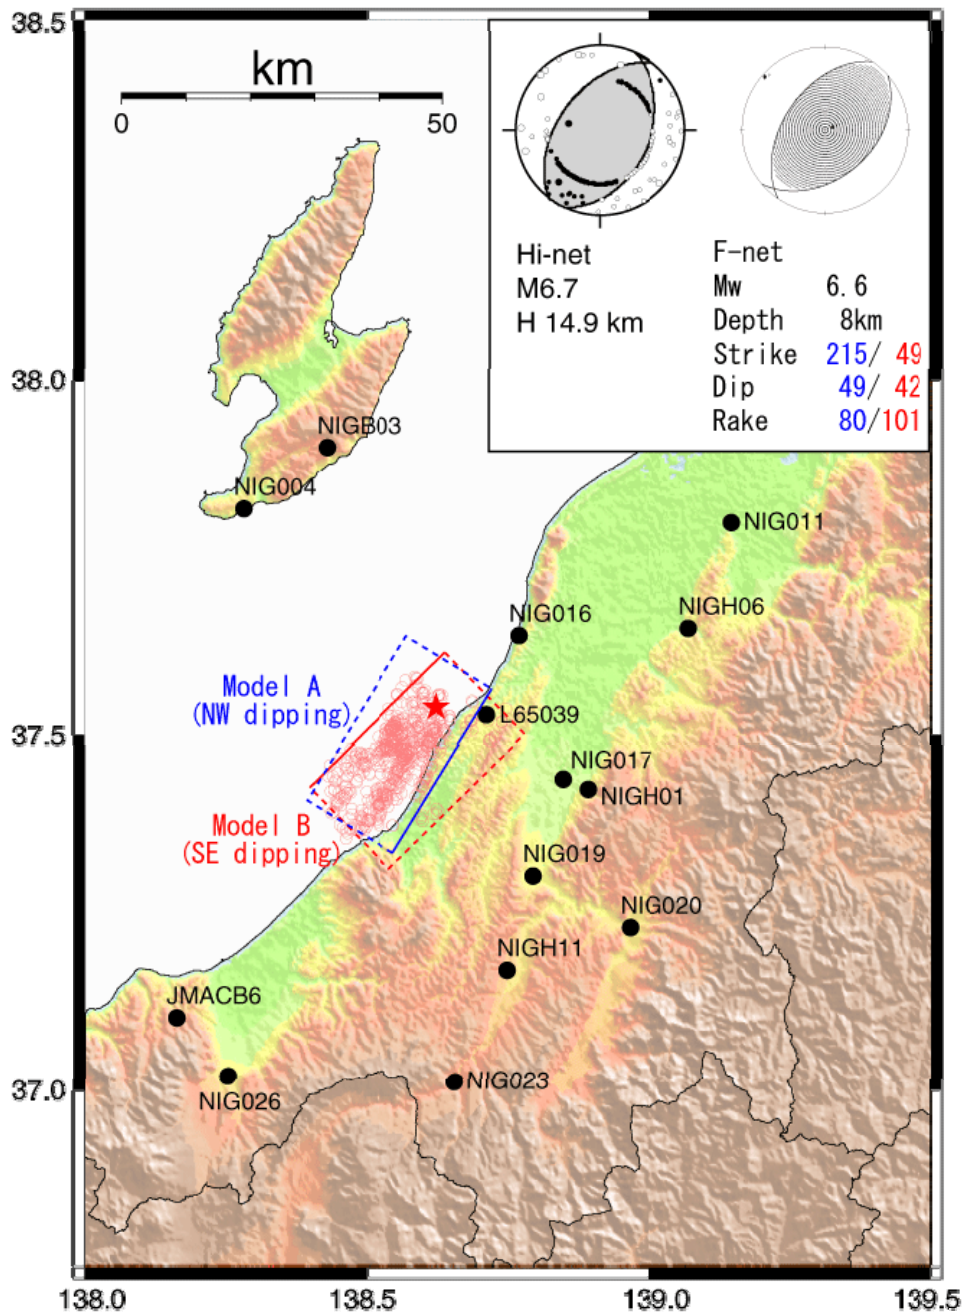 38.5
km
0 50
Hi-net
M6.7
H 14.9 km
F-net
Mw 6.6
Depth 8km
Strike 215/ 49
Dip 49/ 42
Rake 80/101
38.0
NIGB03
NIG004
NIG011
NIGH06
NIG016
Model A
(NW dipping)
L65039
37.5
NIG017
NIGH01
Model B
(SE dipping)
NIG019
NIG020
NIGH11
JMACB6
37.0
NIG023
NIG026
138.0 138.5 139.0 139.5